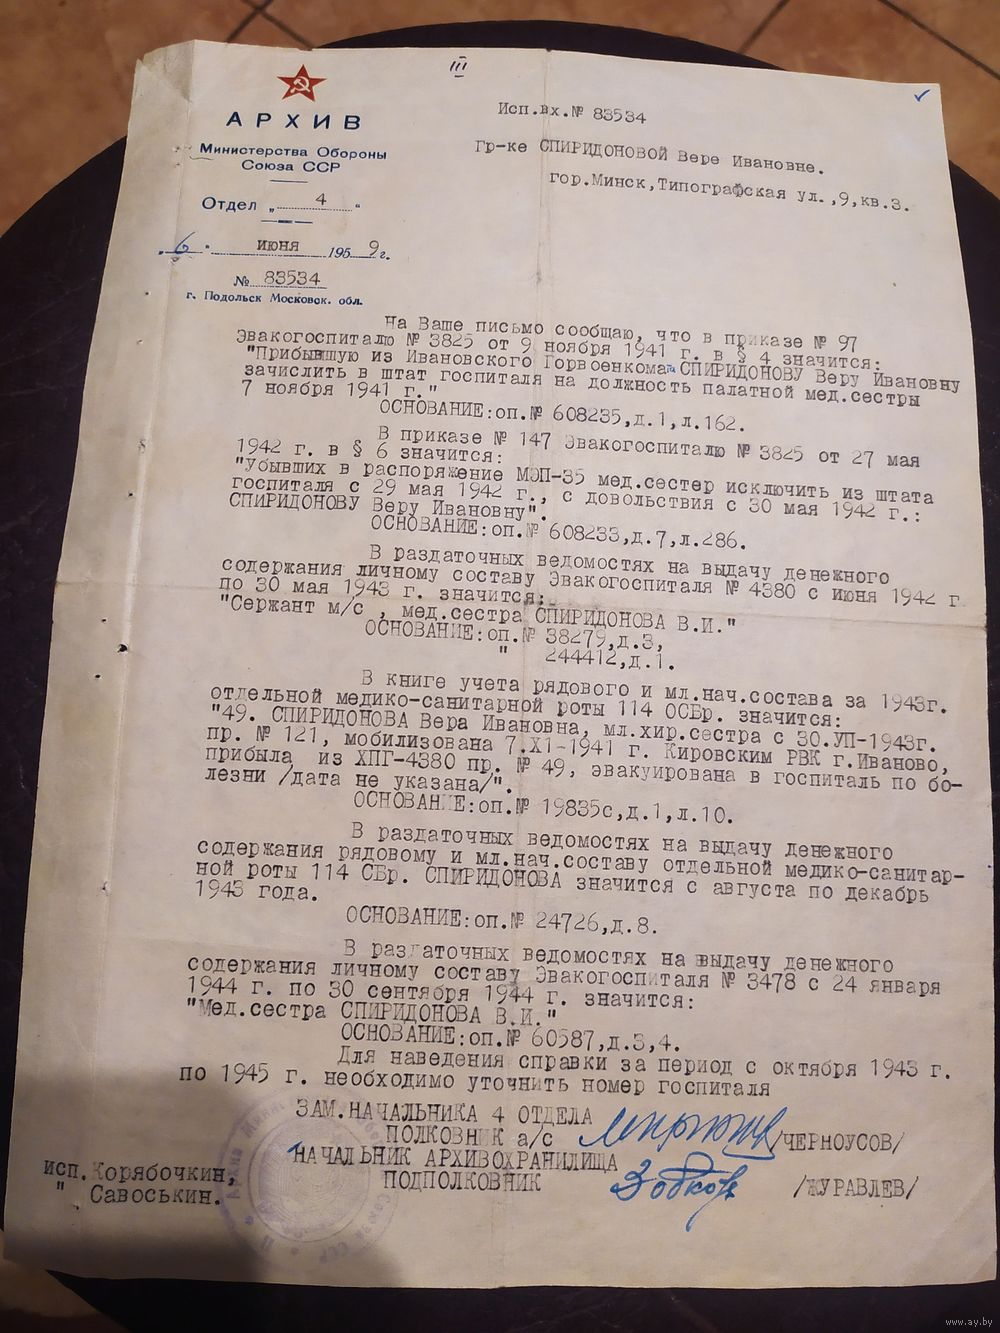 III
АРХИВ
Министерства Обороны
Союза ССР
Отдел „ 4 “
„6“ июня 1959 г.
№ 83534
г. Подольск Московск. обл.
Исп.вх.№ 83534
Гр-ке СПИРИДОНОВОЙ Вере Ивановне.
гор.Минск,Типографская ул.,9,кв.3.
На Ваше письмо сообщаю, что в приказе № 97
Эвакогоспиталю № 3825 от 9 ноября 1941 г. в § 4 значится:
"Прибывшую из Ивановского Горвоенкомата СПИРИДОНОВУ Веру Ивановну
зачислить в штат госпиталя на должность палатной мед.сестры
7 ноября 1941 г."
ОСНОВАНИЕ:оп.№ 608235,д.1,л.162.
В приказе № 147 Эвакогоспиталю № 3825 от 27 мая
1942 г. в § 6 значится:
"Убывших в распоряжение МЭП-35 мед.сестер исключить из штата
госпиталя с 29 мая 1942 г., с довольствия с 30 мая 1942 г.:
СПИРИДОНОВУ Веру Ивановну".
ОСНОВАНИЕ:оп.№ 608233,д.7,л.286.
В раздаточных ведомостях на выдачу денежного
содержания личному составу Эвакогоспиталя № 4380 с июня 1942 г
по 30 мая 1943 г. значится:
"Сержант м/с , мед.сестра СПИРИДОНОВА В.И."
ОСНОВАНИЕ:оп.№ 38279,д.3,
" 244412,д.1.
В книге учета рядового и мл.нач.состава за 1943г.
отдельной медико-санитарной роты 114 ОСБр. значится:
"49. СПИРИДОНОВА Вера Ивановна, мл.хир.сестра с 30.УП-1943г.
пр. № 121, мобилизована 7.XI-1941 г. Кировским РВК г.Иваново,
прибыла из ХПГ-4380 пр. № 49, эвакуирована в госпиталь по бо-
лезни /дата не указана/".
ОСНОВАНИЕ:оп.№ 19835с,д.1,л.10.
В раздаточных ведомостях на выдачу денежного
содержания рядовому и мл.нач.составу отдельной медико-санитар-
ной роты 114 СБр. СПИРИДОНОВА значится с августа по декабрь
1943 года.
ОСНОВАНИЕ:оп.№ 24726,д.8.
В раздаточных ведомостях на выдачу денежного
содержания личному составу Эвакогоспиталя № 3478 с 24 января
1944 г. по 30 сентября 1944 г. значится:
"Мед.сестра СПИРИДОНОВА В.И."
ОСНОВАНИЕ:оп.№ 60587,д.3,4.
Для наведения справки за период с октября 1943 г.
по 1945 г. необходимо уточнить номер госпиталя
ЗАМ.НАЧАЛЬНИКА 4 ОТДЕЛА
ПОЛКОВНИК а/с /ЧЕРНОУСОВ/
НАЧАЛЬНИК АРХИВОХРАНИЛИЩА
ПОДПОЛКОВНИК /ЖУРАВЛЕВ/
исп.Корябочкин,
" Савоськин.
www.ay.by